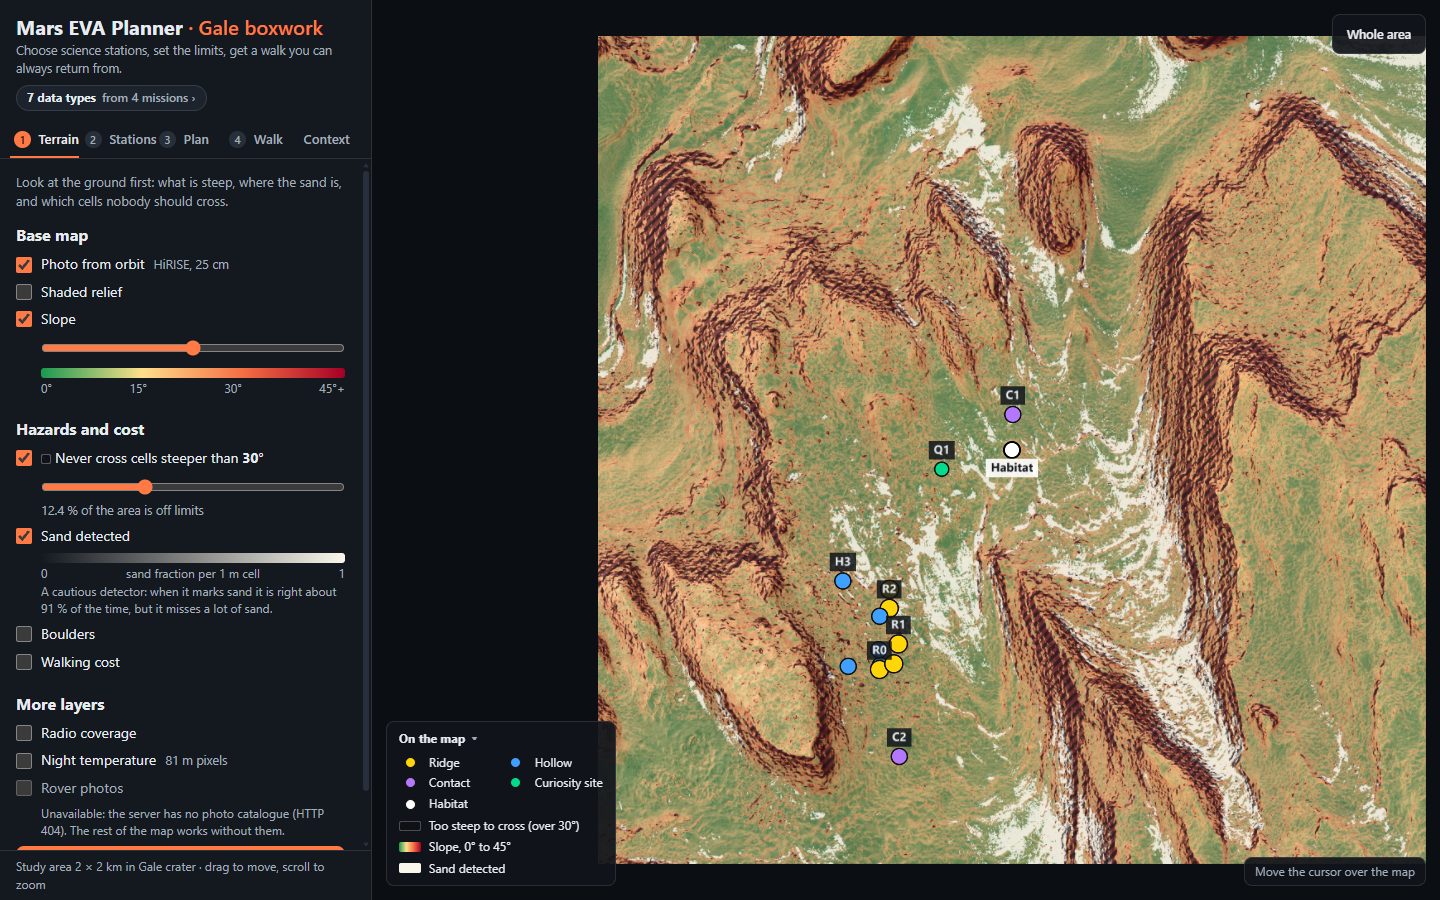 Mars EVA Planner · Gale boxwork
Choose science stations, set the limits, get a walk you can
always return from.
7 data types from 4 missions ›
1 Terrain 2 Stations 3 Plan 4 Walk Context
Look at the ground first: what is steep, where the sand is,
and which cells nobody should cross.
Base map
Photo from orbit HiRISE, 25 cm
Shaded relief
Slope
0° 15° 30° 45°+
Hazards and cost
Never cross cells steeper than 30°
12.4 % of the area is off limits
Sand detected
0 sand fraction per 1 m cell 1
A cautious detector: when it marks sand it is right about
91 % of the time, but it misses a lot of sand.
Boulders
Walking cost
More layers
Radio coverage
Night temperature 81 m pixels
Rover photos
Unavailable: the server has no photo catalogue (HTTP
404). The rest of the map works without them.
Study area 2 × 2 km in Gale crater · drag to move, scroll to
zoom
Whole area
C1
Q1
Habitat
H3
R2
R1
R0
C2
On the map
Ridge Hollow
Contact Curiosity site
Habitat
Too steep to cross (over 30°)
Slope, 0° to 45°
Sand detected
Move the cursor over the map